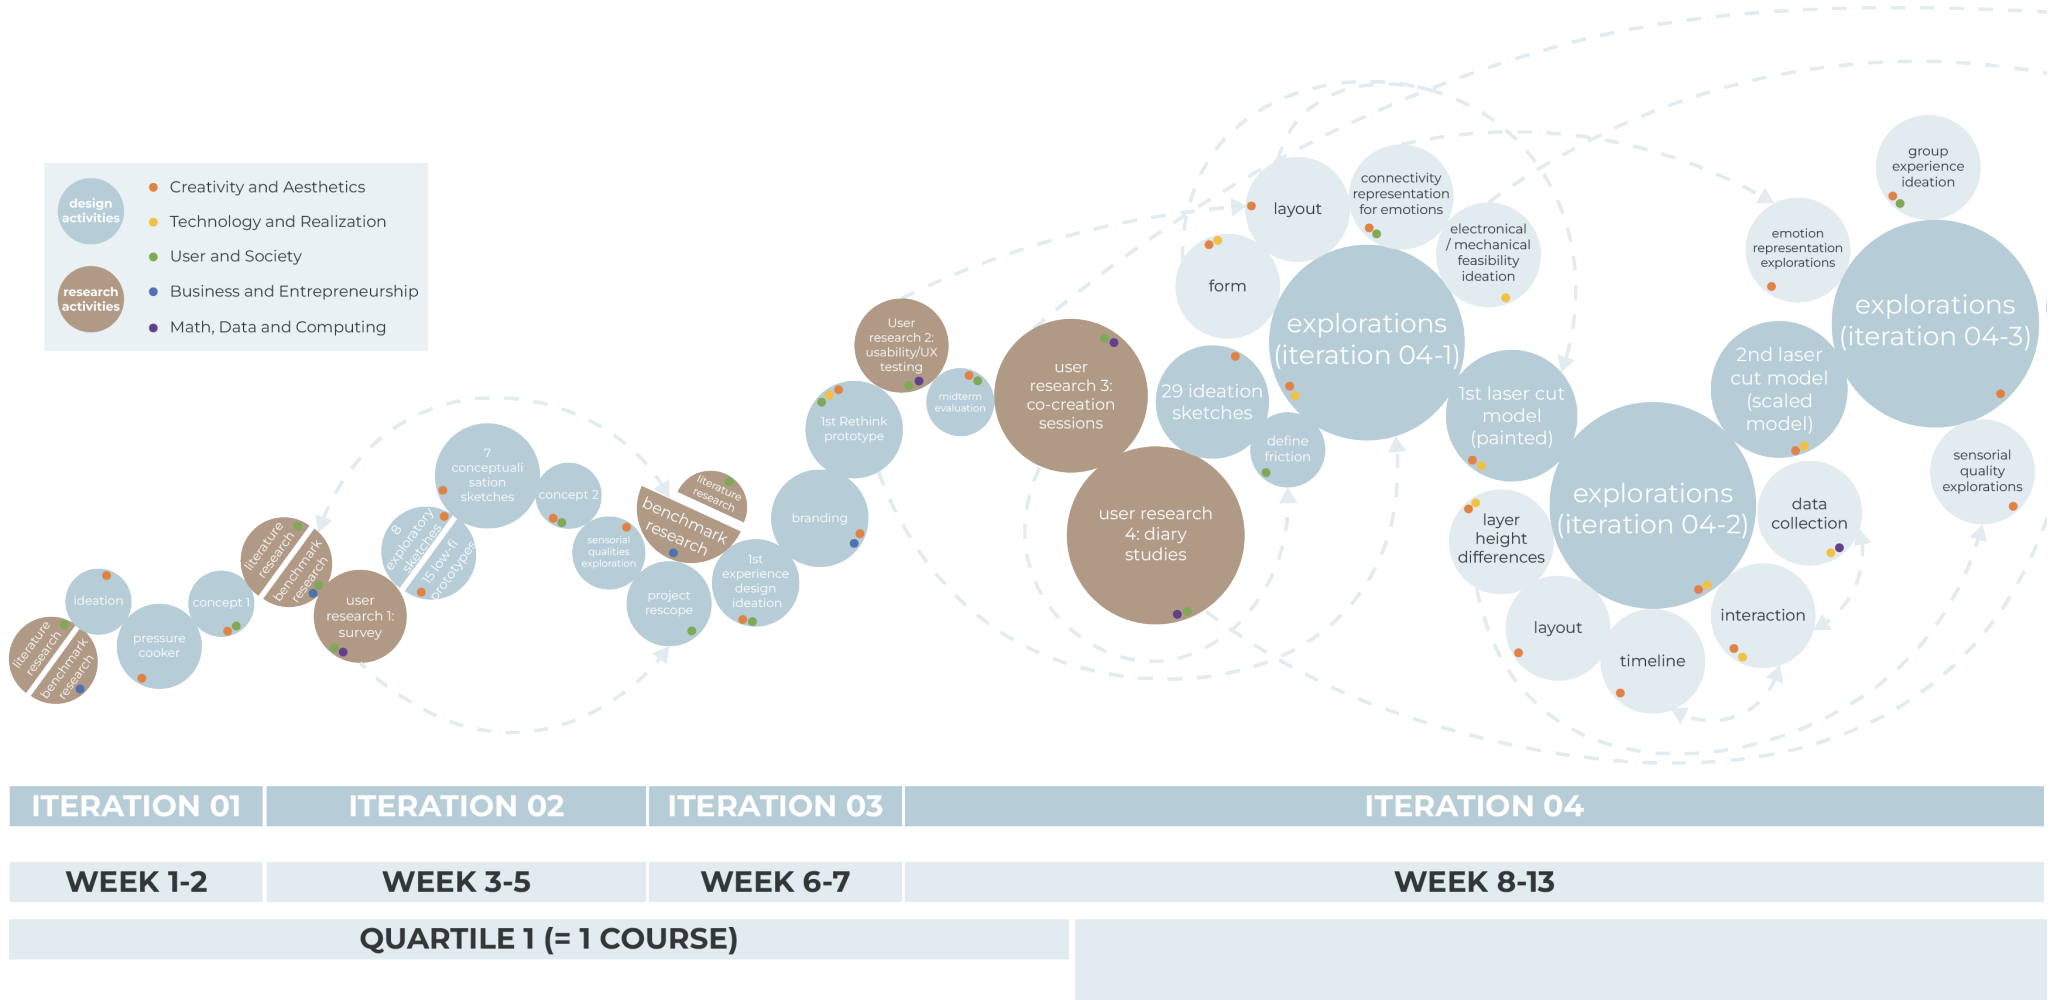 design
activities
research
activities
Creativity and Aesthetics
Technology and Realization
User and Society
Business and Entrepreneurship
Math, Data and Computing
literature
research
benchmark
research
ideation
pressure
cooker
concept 1
literature
research
benchmark
research
user
research 1:
survey
8
exploratory
sketches
15 low-fi
prototypes
7
conceptuali
sation
sketches
concept 2
sensorial
qualities
exploration
literature
research
benchmark
research
project
rescope
1st
experience
design
ideation
branding
1st Rethink
prototype
User
research 2:
usability/UX
testing
midterm
evaluation
user
research 3:
co-creation
sessions
user research
4: diary
studies
29 ideation
sketches
define
friction
form
layout
connectivity
representation
for emotions
electronical
/ mechanical
feasibility
ideation
explorations
(iteration 04-1)
1st laser cut
model
(painted)
layer
height
differences
layout
timeline
interaction
data
collection
explorations
(iteration 04-2)
2nd laser
cut model
(scaled
model)
emotion
representation
explorations
group
experience
ideation
explorations
(iteration 04-3)
sensorial
quality
explorations
ITERATION 01
ITERATION 02
ITERATION 03
ITERATION 04
WEEK 1-2
WEEK 3-5
WEEK 6-7
WEEK 8-13
QUARTILE 1 (= 1 COURSE)